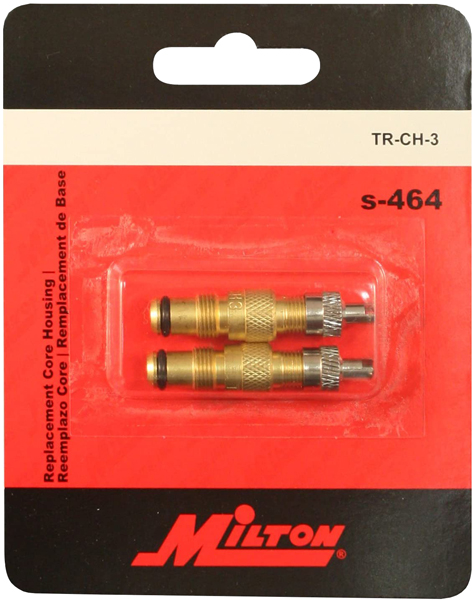 TR-CH-3
s-464
Replacement Core Housing |
Reemplazo Core | Remplacement de Base
MILTON®